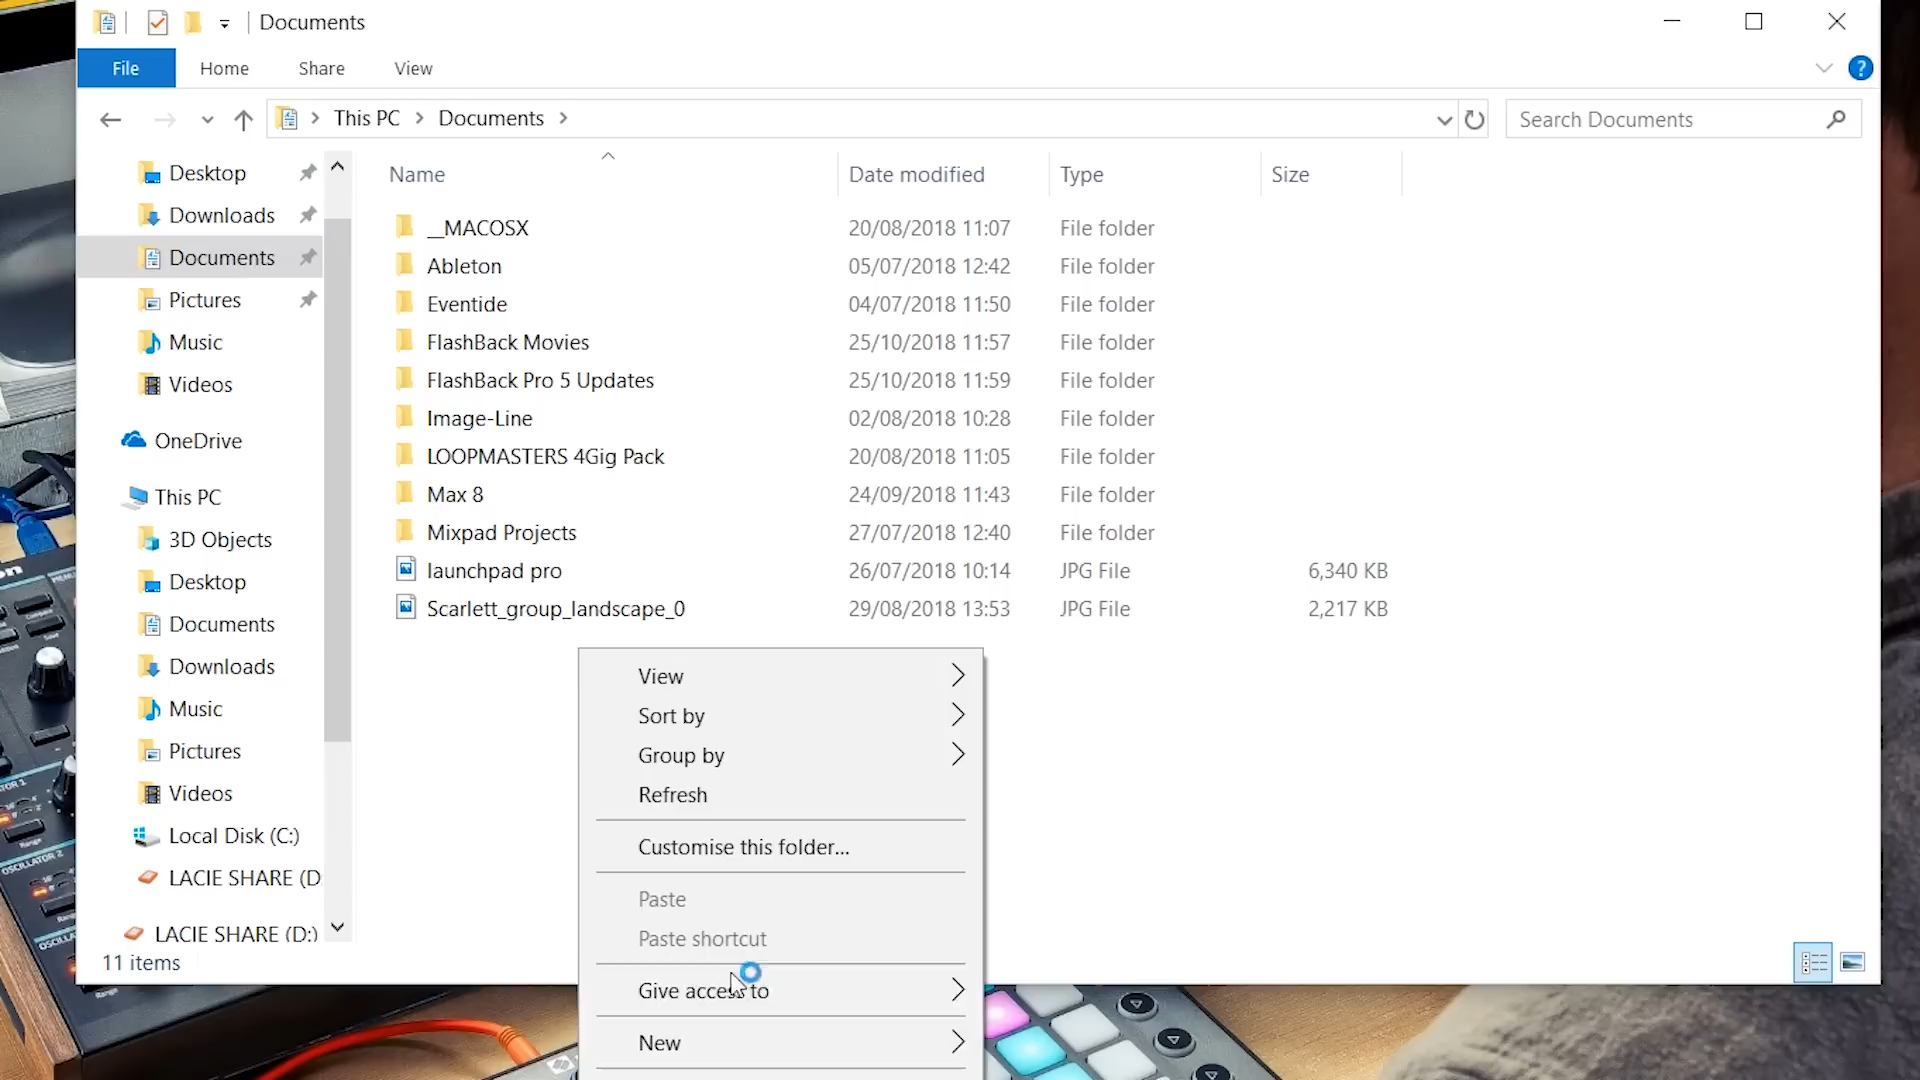 Documents
File Home Share View
This PC Documents
Search Documents
Name Date modified Type Size
Desktop
Downloads
Documents
Pictures
Music
Videos
OneDrive
This PC
3D Objects
Desktop
Documents
Downloads
Music
Pictures
Videos
Local Disk (C:)
LACIE SHARE (D
LACIE SHARE (D:)
__MACOSX 20/08/2018 11:07 File folder
Ableton 05/07/2018 12:42 File folder
Eventide 04/07/2018 11:50 File folder
FlashBack Movies 25/10/2018 11:57 File folder
FlashBack Pro 5 Updates 25/10/2018 11:59 File folder
Image-Line 02/08/2018 10:28 File folder
LOOPMASTERS 4Gig Pack 20/08/2018 11:05 File folder
Max 8 24/09/2018 11:43 File folder
Mixpad Projects 27/07/2018 12:40 File folder
launchpad pro 26/07/2018 10:14 JPG File 6,340 KB
Scarlett_group_landscape_0 29/08/2018 13:53 JPG File 2,217 KB
View
Sort by
Group by
Refresh
Customise this folder...
Paste
Paste shortcut
Give access to
New
11 items
OSCILLATOR 2
Range